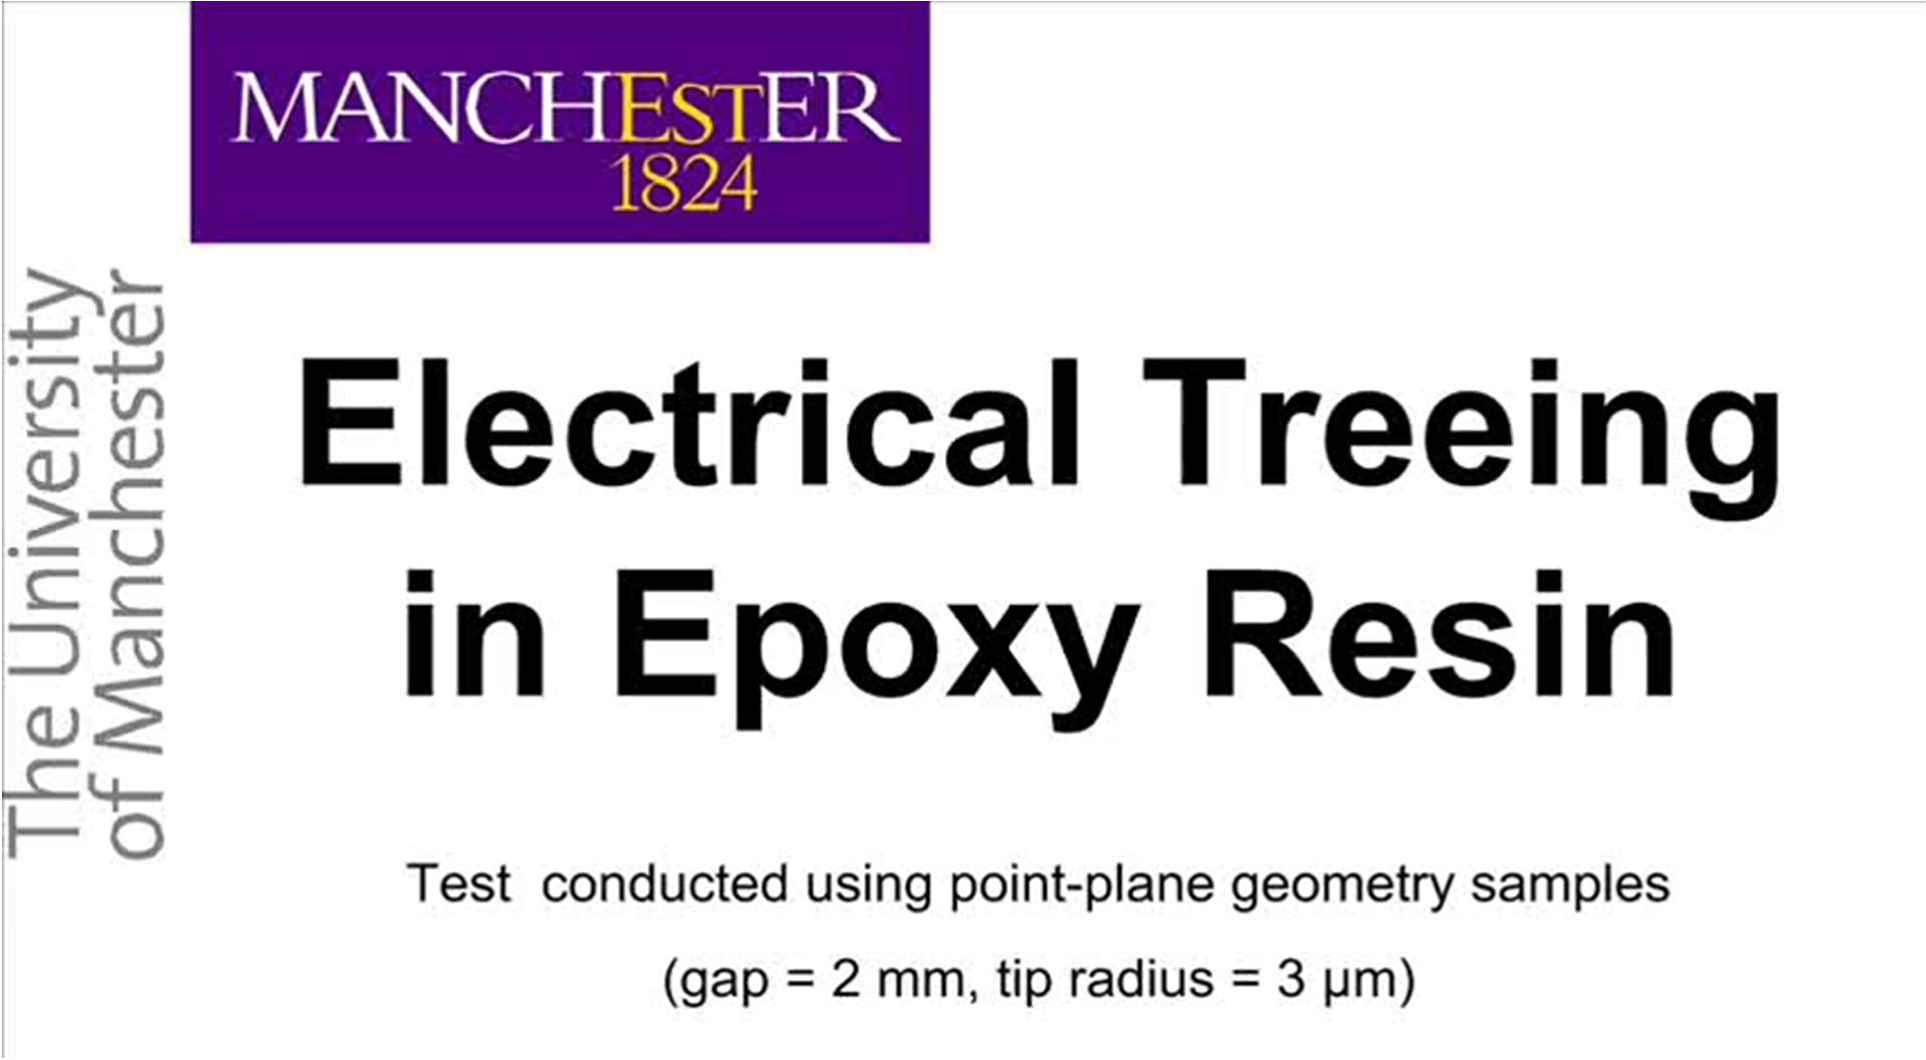 MANCHESTER
1824
The University
of Manchester
Electrical Treeing
in Epoxy Resin
Test conducted using point-plane geometry samples
(gap = 2 mm, tip radius = 3 µm)